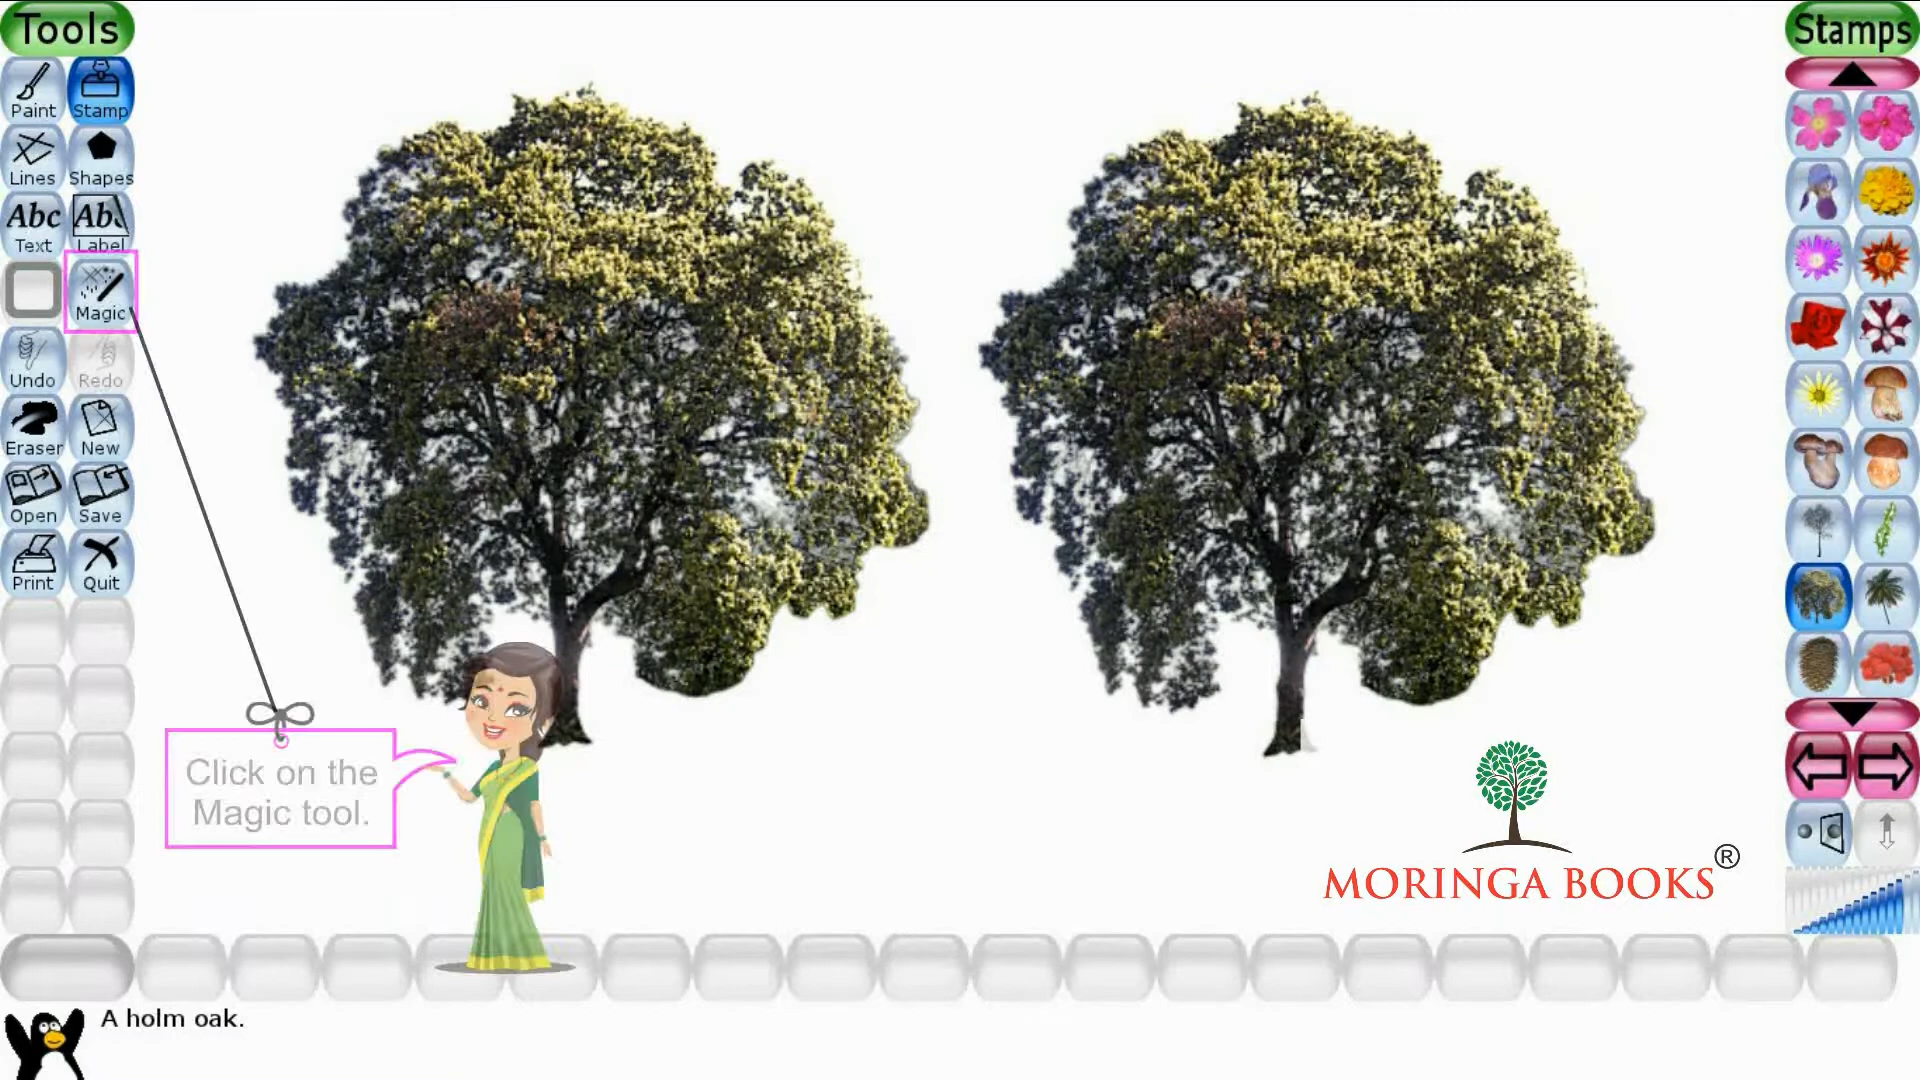 Tools
Paint
Stamp
Lines
Shapes
Abc
Text
Abc
Label
Magic
Undo
Redo
Eraser
New
Open
Save
Print
Quit
Stamps
Click on the
Magic tool.
MORINGA BOOKS®
A holm oak.